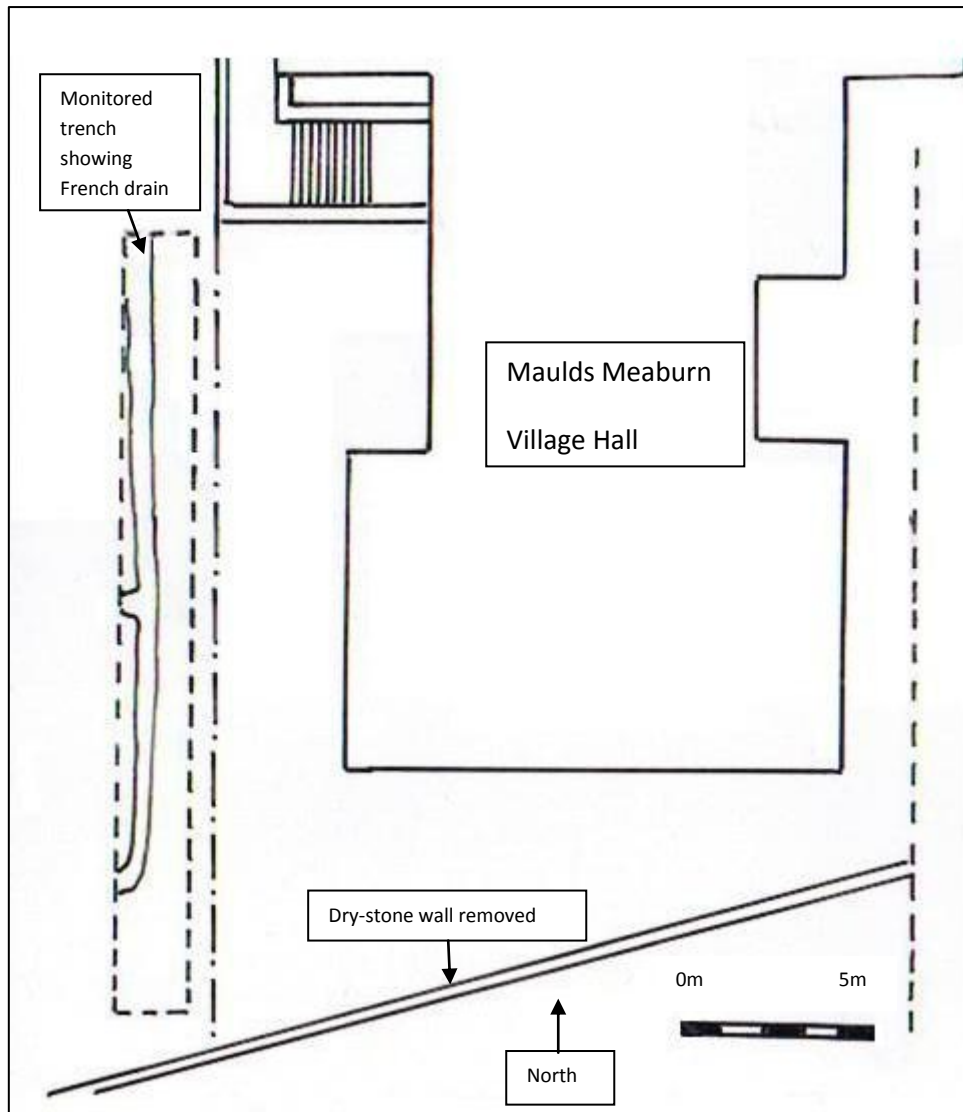 Monitored
trench
showing
French drain
Maulds Meaburn
Village Hall
Dry-stone wall removed
0m 5m
North